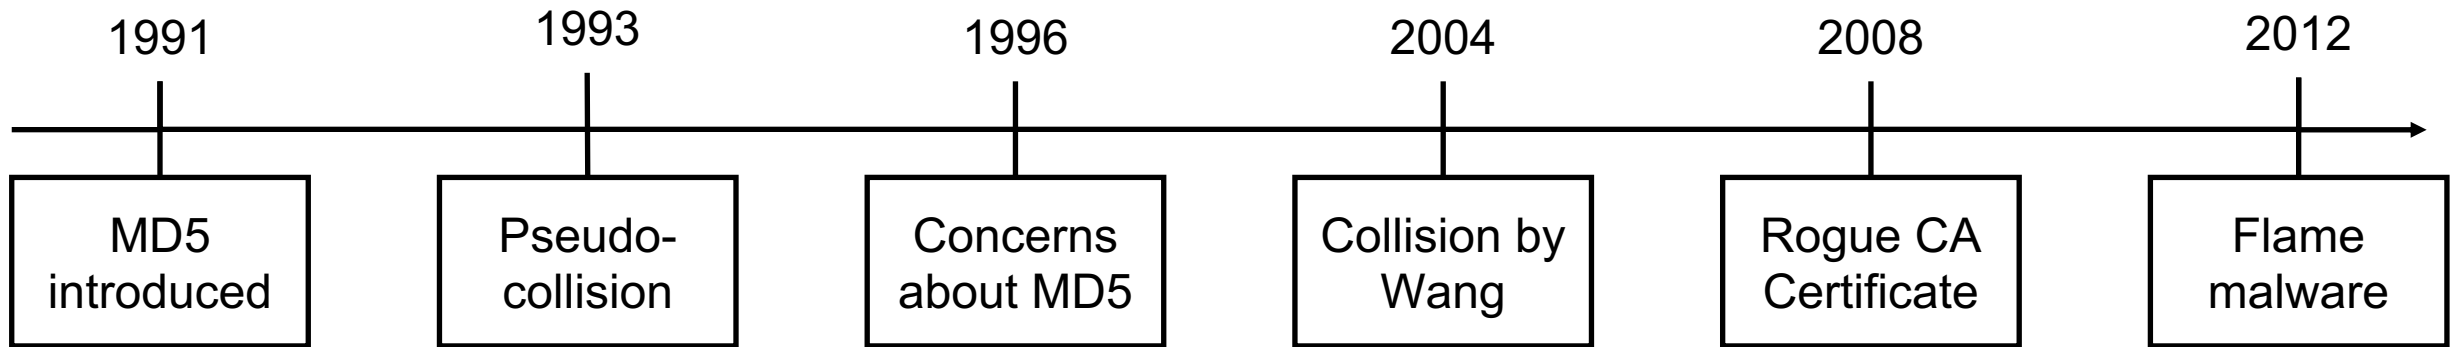 1991
1993
1996
2004
2008
2012
MD5
introduced
Pseudo-
collision
Concerns
about MD5
Collision by
Wang
Rogue CA
Certificate
Flame
malware